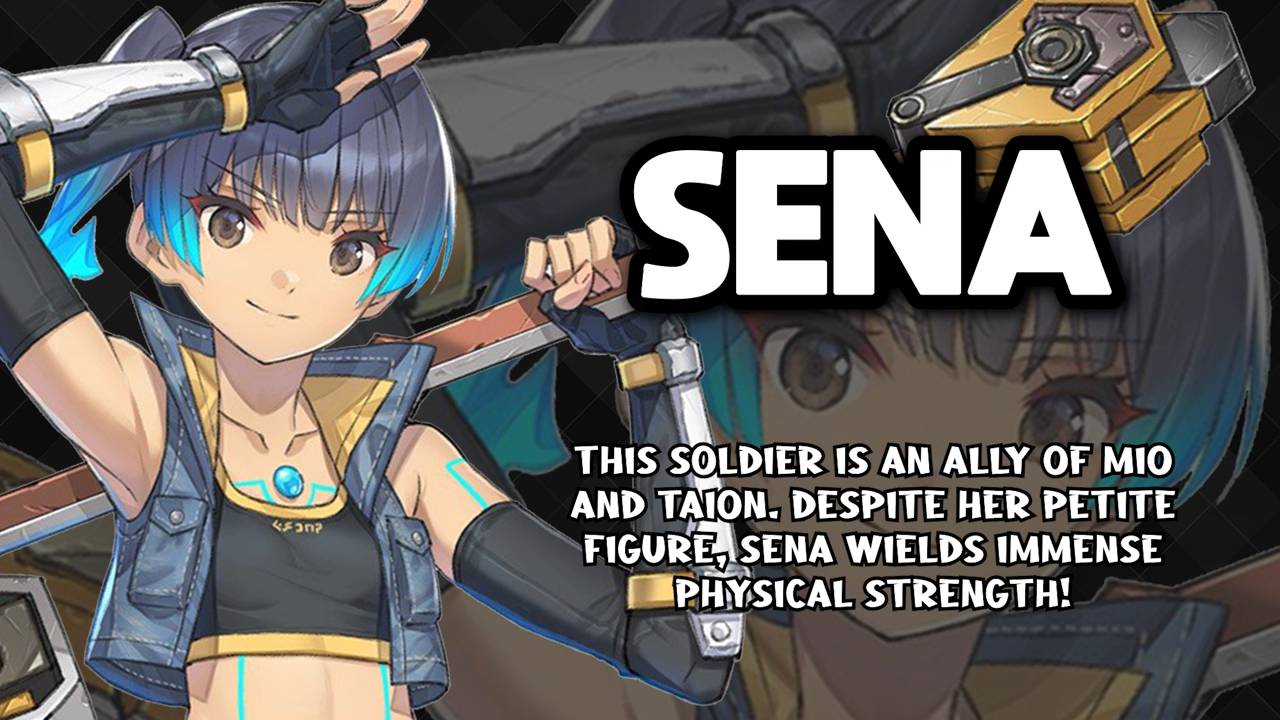 SENA
THIS SOLDIER IS AN ALLY OF MIO
AND TAION. DESPITE HER PETITE
FIGURE, SENA WIELDS IMMENSE
PHYSICAL STRENGTH!